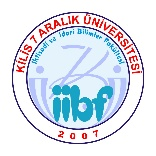 KİLİS 7 ARALIK ÜNİVERSİTESİ
İktisadi ve İdari Bilimler Fakültesi
iibf
2007